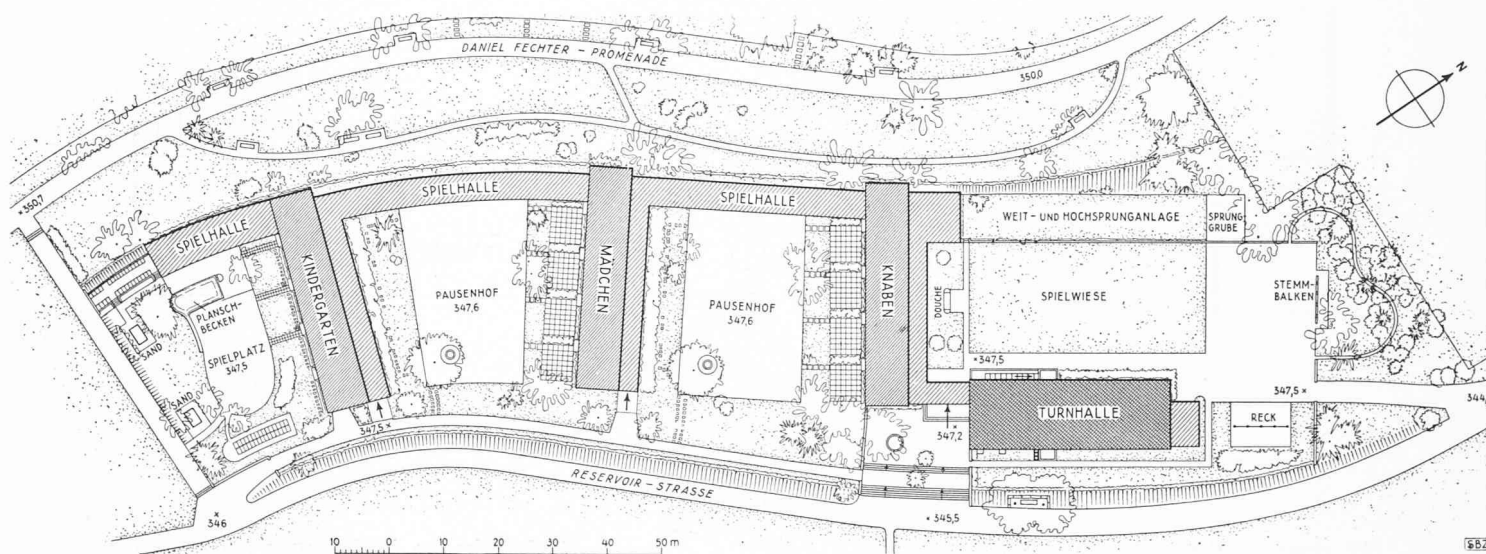 DANIEL FECHTER – PROMENADE
350,0
N
×350,7
SPIELHALLE
SPIELHALLE
SPIELHALLE
KINDERGARTEN
MÄDCHEN
KNABEN
WEIT- UND HOCHSPRUNGANLAGE
SPRUNG-
GRUBE
PLANSCH-
BECKEN
SPIELPLATZ
347,5
SAND
SAND
PAUSENHOF
347,6
PAUSENHOF
347,6
DOUCHE
SPIELWIESE
STEMM-
BALKEN
×347,5
347,5×
347,5×
TURNHALLE
RECK
×
347,2
344,
RESERVOIR – STRASSE
×
346
×345,5
10 0 10 20 30 40 50 m
SBZ